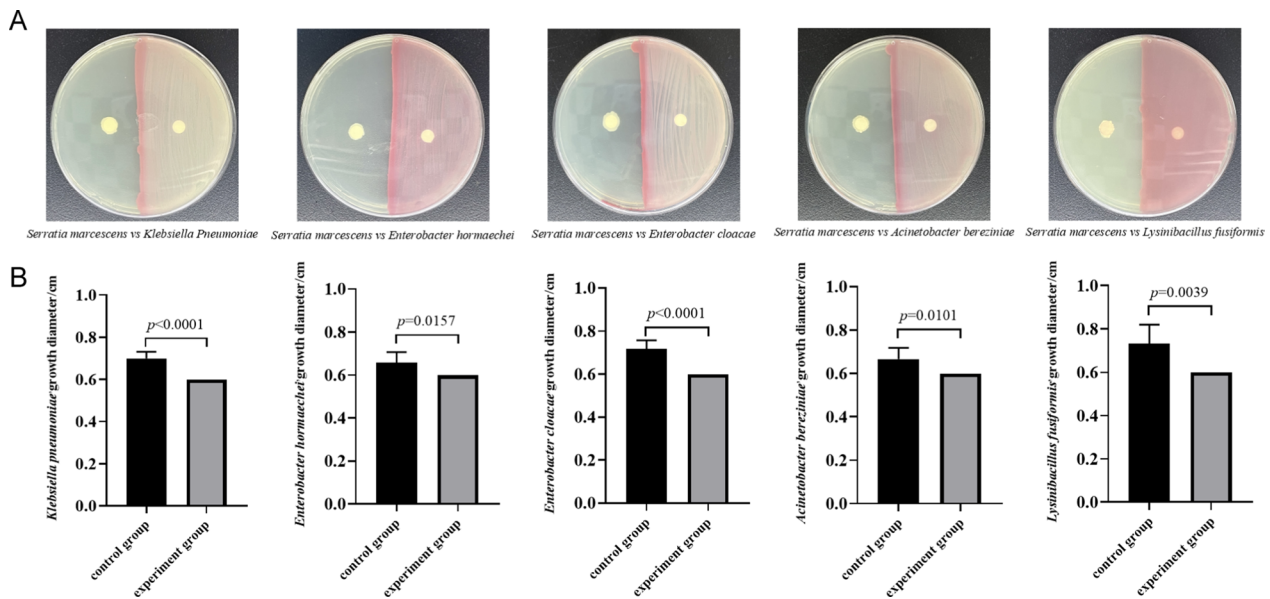 A
Serratia marcescens vs Klebsiella Pneumoniae
Serratia marcescens vs Enterobacter hormaechei
Serratia marcescens vs Enterobacter cloacae
Serratia marcescens vs Acinetobacter bereziniae
Serratia marcescens vs Lysinibacillus fusiformis
B
Klebsiella pneumoniae growth diameter/cm
1.0
0.8
0.6
0.4
0.2
0.0
p<0.0001
control group
experiment group
Enterobacter hormaechei growth diameter/cm
1.0
0.8
0.6
0.4
0.2
0.0
p=0.0157
control group
experiment group
Enterobacter cloacae growth diameter/cm
1.0
0.8
0.6
0.4
0.2
0.0
p<0.0001
control group
experiment group
Acinetobacter bereziniae growth diameter/cm
1.0
0.8
0.6
0.4
0.2
0.0
p=0.0101
control group
experiment group
Lysinibacillus fusiformis growth diameter/cm
1.0
0.8
0.6
0.4
0.2
0.0
p=0.0039
control group
experiment group